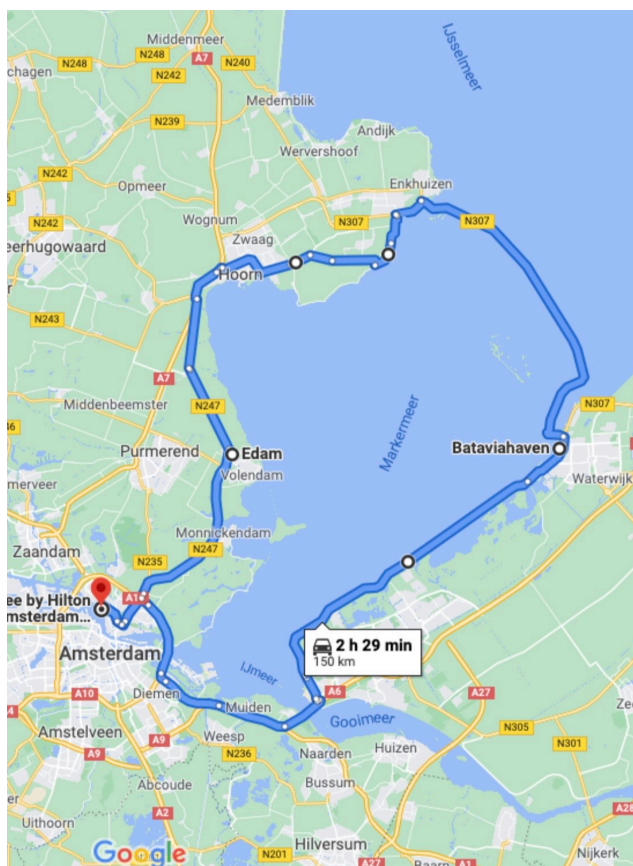 Middenmeer
IJsselmeer
N248
N248
A7
N240
chagen
N242
Medemblik
N239
Andijk
Wervershoof
N242
Opmeer
Enkhuizen
N307
N307
Wognum
N242
Zwaag
eerhugowaard
Hoorn
N243
A7
N247
Middenbeemster
N307
Markermeer
Edam
Bataviahaven
Purmerend
Volendam
Waterwijk
merveer
Monnickendam
N247
Zaandam
N235
ee by Hilton
msterdam...
A10
2 h 29 min
150 km
Amsterdam
IJmeer
A6
Diemen
A10
Muiden
Gooimeer
A27
Amstelveen
A9
A9
Weesp
N305
Naarden
Huizen
N301
N236
Bussum
Abcoude
A2
A28
Uithoorn
Google
Hilversum
Nijkerk
N201
A27
Baarn
A1